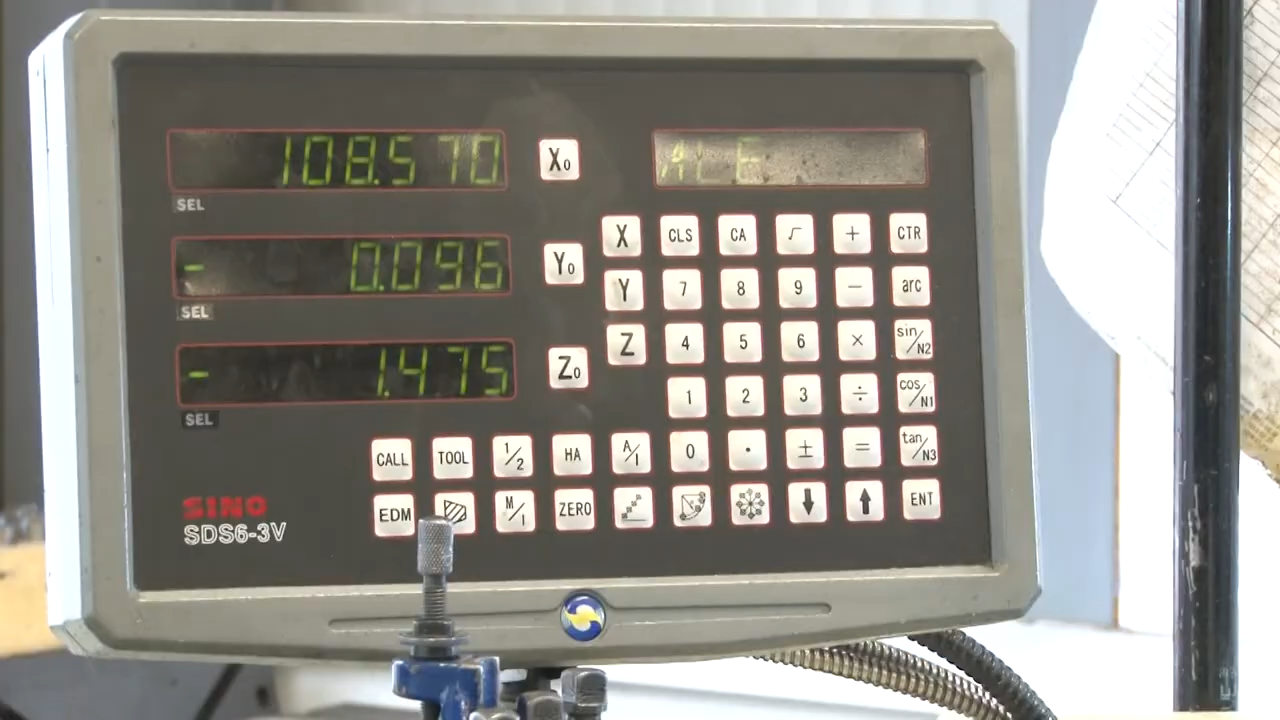 108.570
X0
ALE
SEL
- 0.096
Y0
SEL
- 1.475
Z0
SEL
X CLS CA √ + CTR
Y 7 8 9 − arc
Z 4 5 6 × sin/N2
1 2 3 ÷ cos/N1
CALL TOOL 1/2 HA A/I 0 · ± = tan/N3
EDM M/I ZERO ENT
SINO
SDS6-3V